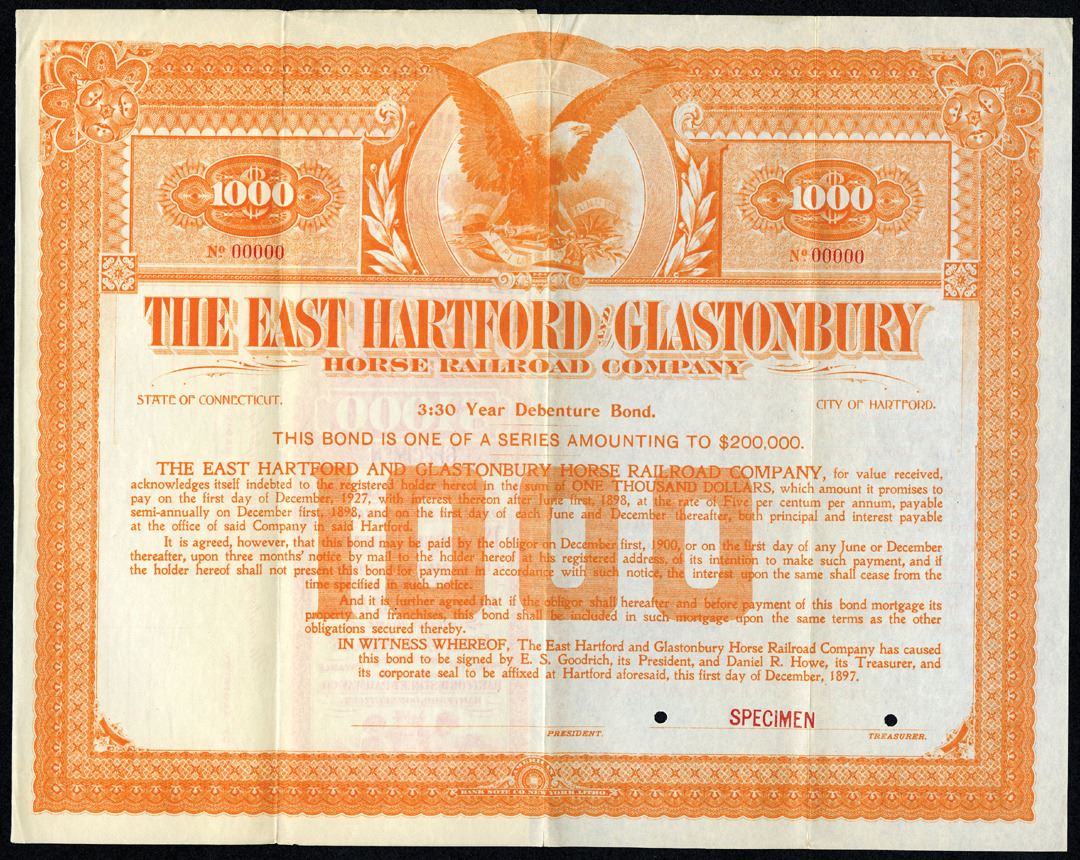 1000 1000
Nº 00000 Nº 00000
THE EAST HARTFORD AND GLASTONBURY
HORSE RAILROAD COMPANY
STATE OF CONNECTICUT. CITY OF HARTFORD.
3:30 Year Debenture Bond.
THIS BOND IS ONE OF A SERIES AMOUNTING TO $200,000.
THE EAST HARTFORD AND GLASTONBURY HORSE RAILROAD COMPANY, for value received,
acknowledges itself indebted to the registered holder hereof in the sum of ONE THOUSAND DOLLARS, which amount it promises to
pay on the first day of December, 1927, with interest thereon after June first, 1898, at the rate of Five per centum per annum, payable
semi-annually on December first, 1898, and on the first day of each June and December thereafter, both principal and interest payable
at the office of said Company in said Hartford.
It is agreed, however, that this bond may be paid by the obligor on December first, 1900, or on the first day of any June or December
thereafter, upon three months' notice by mail to the holder hereof at his registered address, of its intention to make such payment, and if
the holder hereof shall not present this bond for payment in accordance with such notice, the interest upon the same shall cease from the
time specified in such notice.
And it is further agreed that if the obligor shall hereafter and before payment of this bond mortgage its
property and franchises, this bond shall be included in such mortgage upon the same terms as the other
obligations secured thereby.
IN WITNESS WHEREOF, The East Hartford and Glastonbury Horse Railroad Company has caused
this bond to be signed by E. S. Goodrich, its President, and Daniel R. Howe, its Treasurer, and
its corporate seal to be affixed at Hartford aforesaid, this first day of December, 1897.
1000
SPECIMEN
PRESIDENT. TREASURER.
AMERICAN
BANK NOTE CO. NEW YORK LITHO.